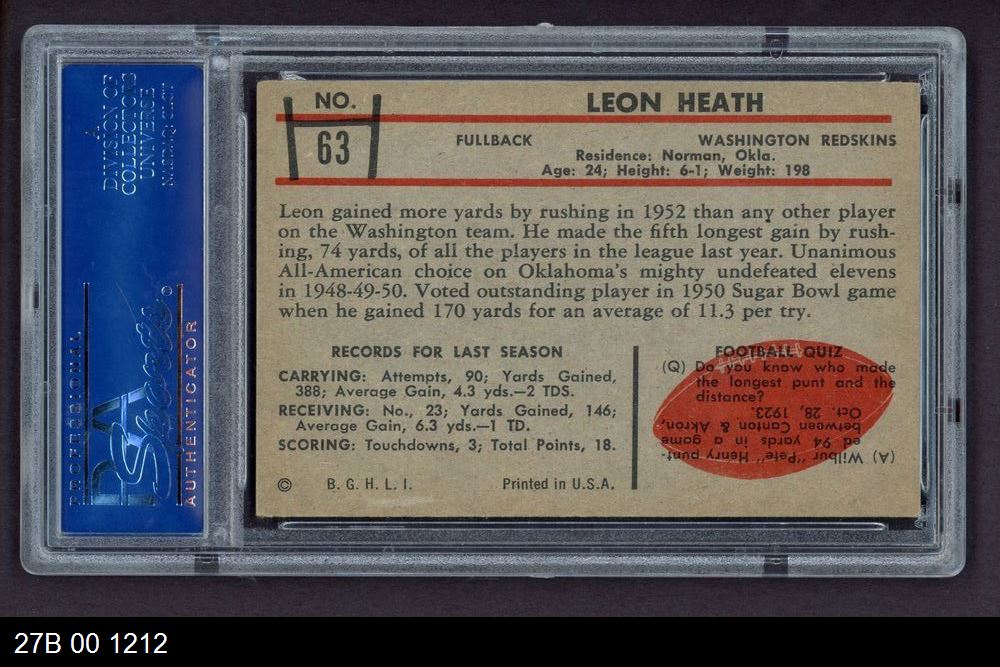 A
DIVISION OF
COLLECTORS
UNIVERSE
NASDAQ: CLCT
PROFESSIONAL
PSA
Sports
AUTHENTICATOR
NO.
63
LEON HEATH
FULLBACK WASHINGTON REDSKINS
Residence: Norman, Okla.
Age: 24; Height: 6-1; Weight: 198
Leon gained more yards by rushing in 1952 than any other player
on the Washington team. He made the fifth longest gain by rush-
ing, 74 yards, of all the players in the league last year. Unanimous
All-American choice on Oklahoma's mighty undefeated elevens
in 1948-49-50. Voted outstanding player in 1950 Sugar Bowl game
when he gained 170 yards for an average of 11.3 per try.
RECORDS FOR LAST SEASON
CARRYING: Attempts, 90; Yards Gained,
388; Average Gain, 4.3 yds.—2 TDS.
RECEIVING: No., 23; Yards Gained, 146;
Average Gain, 6.3 yds.—1 TD.
SCORING: Touchdowns, 3; Total Points, 18.
© B. G. H. L. I. Printed in U.S.A.
FOOTBALL QUIZ
(Q) Do you know who made
the longest punt and the
distance?
(A) Wilbur "Pete" Henry punt-
ed 94 yards in a game
between Canton & Akron,
Oct. 28, 1923.
27B 00 1212